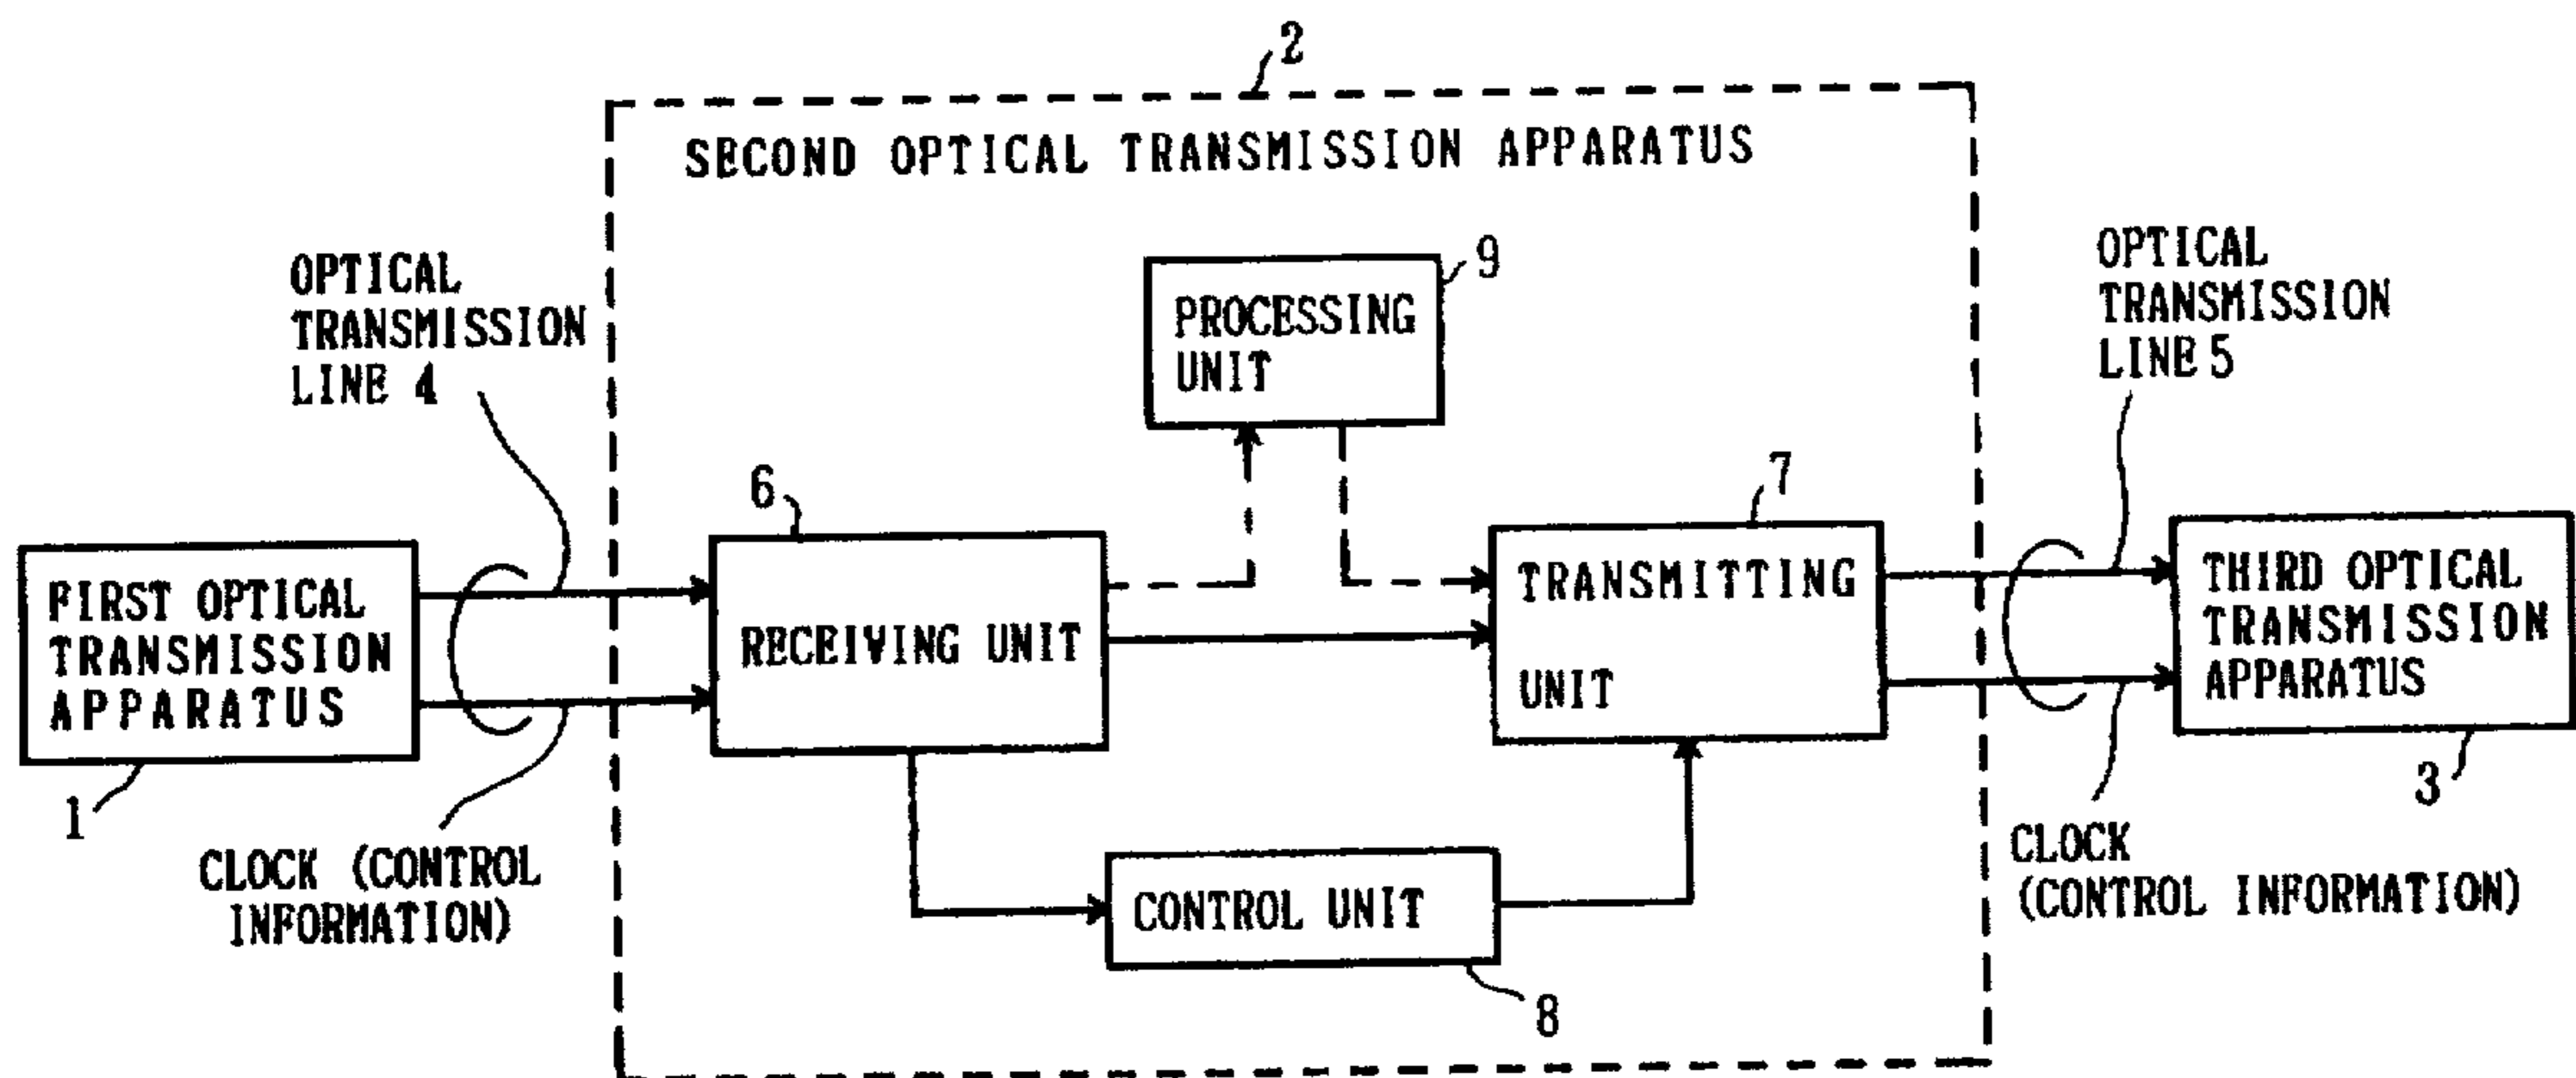 2
SECOND OPTICAL TRANSMISSION APPARATUS
OPTICAL
TRANSMISSION
LINE 4
PROCESSING
UNIT
9
OPTICAL
TRANSMISSION
LINE 5
6
7
FIRST OPTICAL
TRANSMISSION
APPARATUS
RECEIVING UNIT
TRANSMITTING
UNIT
THIRD OPTICAL
TRANSMISSION
APPARATUS
1
3
CLOCK (CONTROL
INFORMATION)
CONTROL UNIT
8
CLOCK
(CONTROL INFORMATION)